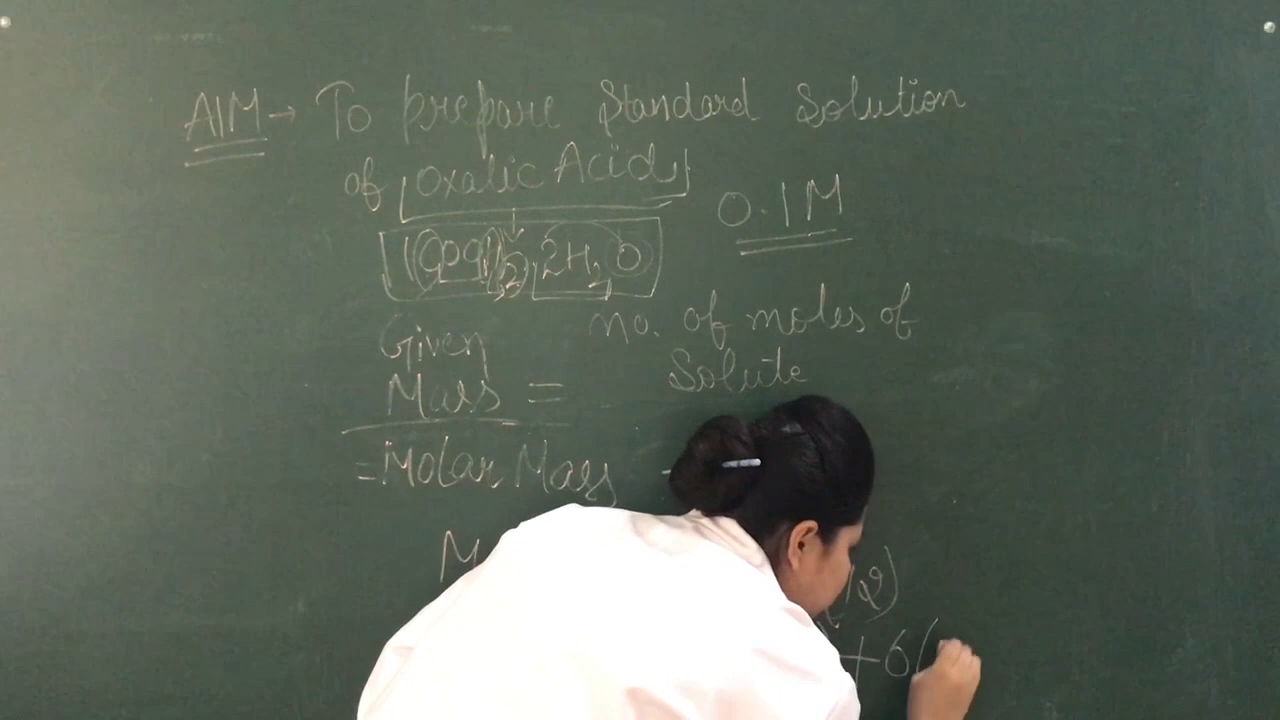 AIM → To prepare Standard Solution
of Oxalic Acid
0.1M
(COOH)2.2H2O
no. of moles of
Solute
Given
Mass =
= Molar Mass
M
(12)
+6(